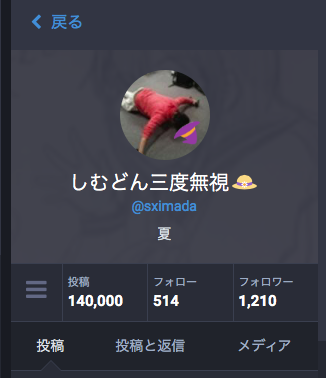 戻る
しむどん三度無視👒
@sximada
夏
投稿 フォロー フォロワー
140,000 514 1,210
投稿 投稿と返信 メディア